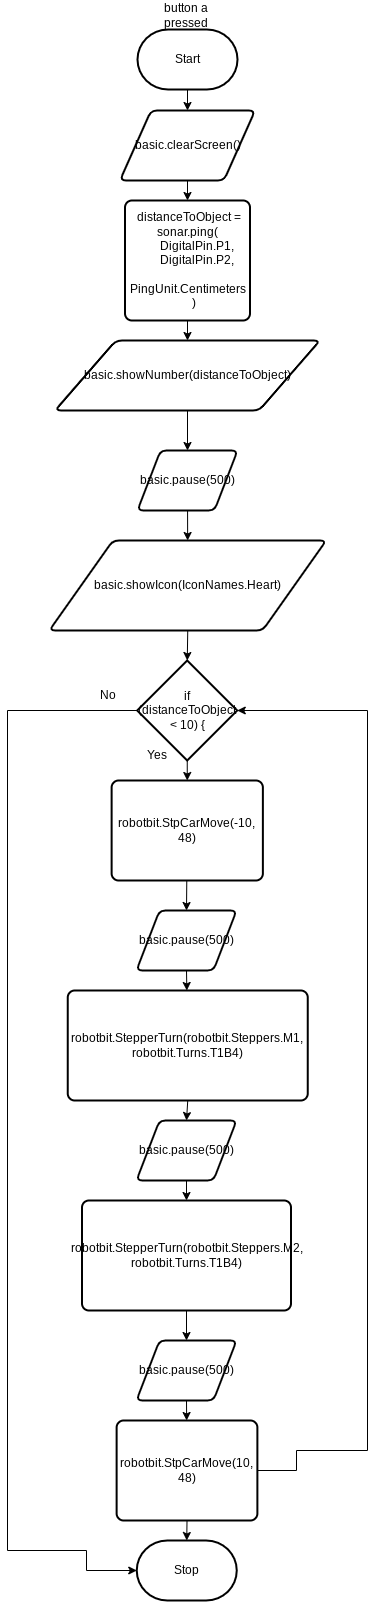 button a
pressed
Start
basic.clearScreen()
distanceToObject =
sonar.ping(
DigitalPin.P1,
DigitalPin.P2,
PingUnit.Centimeters
)
basic.showNumber(distanceToObject)
basic.pause(500)
basic.showIcon(IconNames.Heart)
No
if
(distanceToObject
< 10) {
Yes
robotbit.StpCarMove(-10,
48)
basic.pause(500)
robotbit.StepperTurn(robotbit.Steppers.M1,
robotbit.Turns.T1B4)
basic.pause(500)
robotbit.StepperTurn(robotbit.Steppers.M2,
robotbit.Turns.T1B4)
basic.pause(500)
robotbit.StpCarMove(10,
48)
Stop